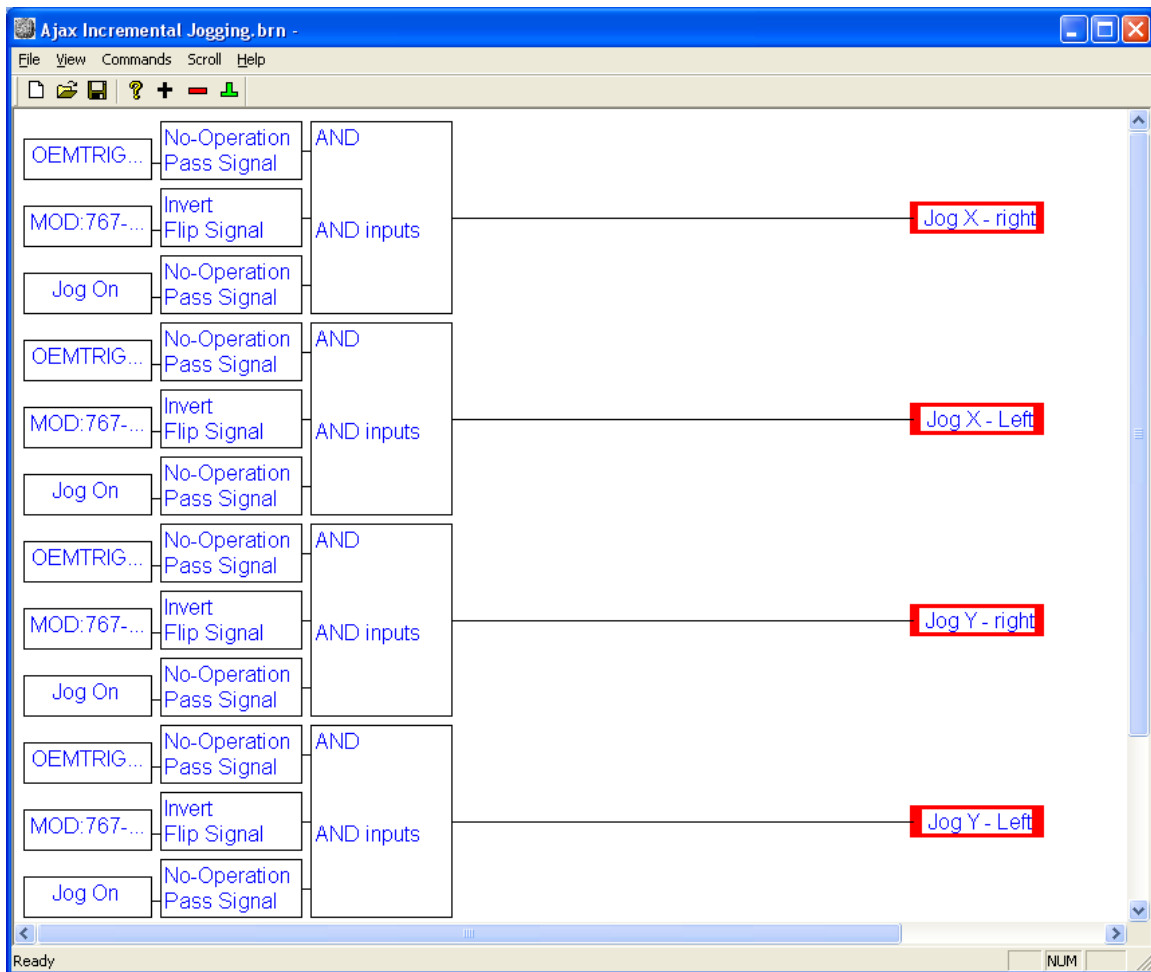 Ajax Incremental Jogging.brn -
File View Commands Scroll Help
OEMTRIG...
No-Operation
Pass Signal
AND
MOD:767-...
Invert
Flip Signal
AND inputs
Jog X - right
Jog On
No-Operation
Pass Signal
OEMTRIG...
No-Operation
Pass Signal
AND
MOD:767-...
Invert
Flip Signal
AND inputs
Jog X - Left
Jog On
No-Operation
Pass Signal
OEMTRIG...
No-Operation
Pass Signal
AND
MOD:767-...
Invert
Flip Signal
AND inputs
Jog Y - right
Jog On
No-Operation
Pass Signal
OEMTRIG...
No-Operation
Pass Signal
AND
MOD:767-...
Invert
Flip Signal
AND inputs
Jog Y - Left
Jog On
No-Operation
Pass Signal
Ready
NUM